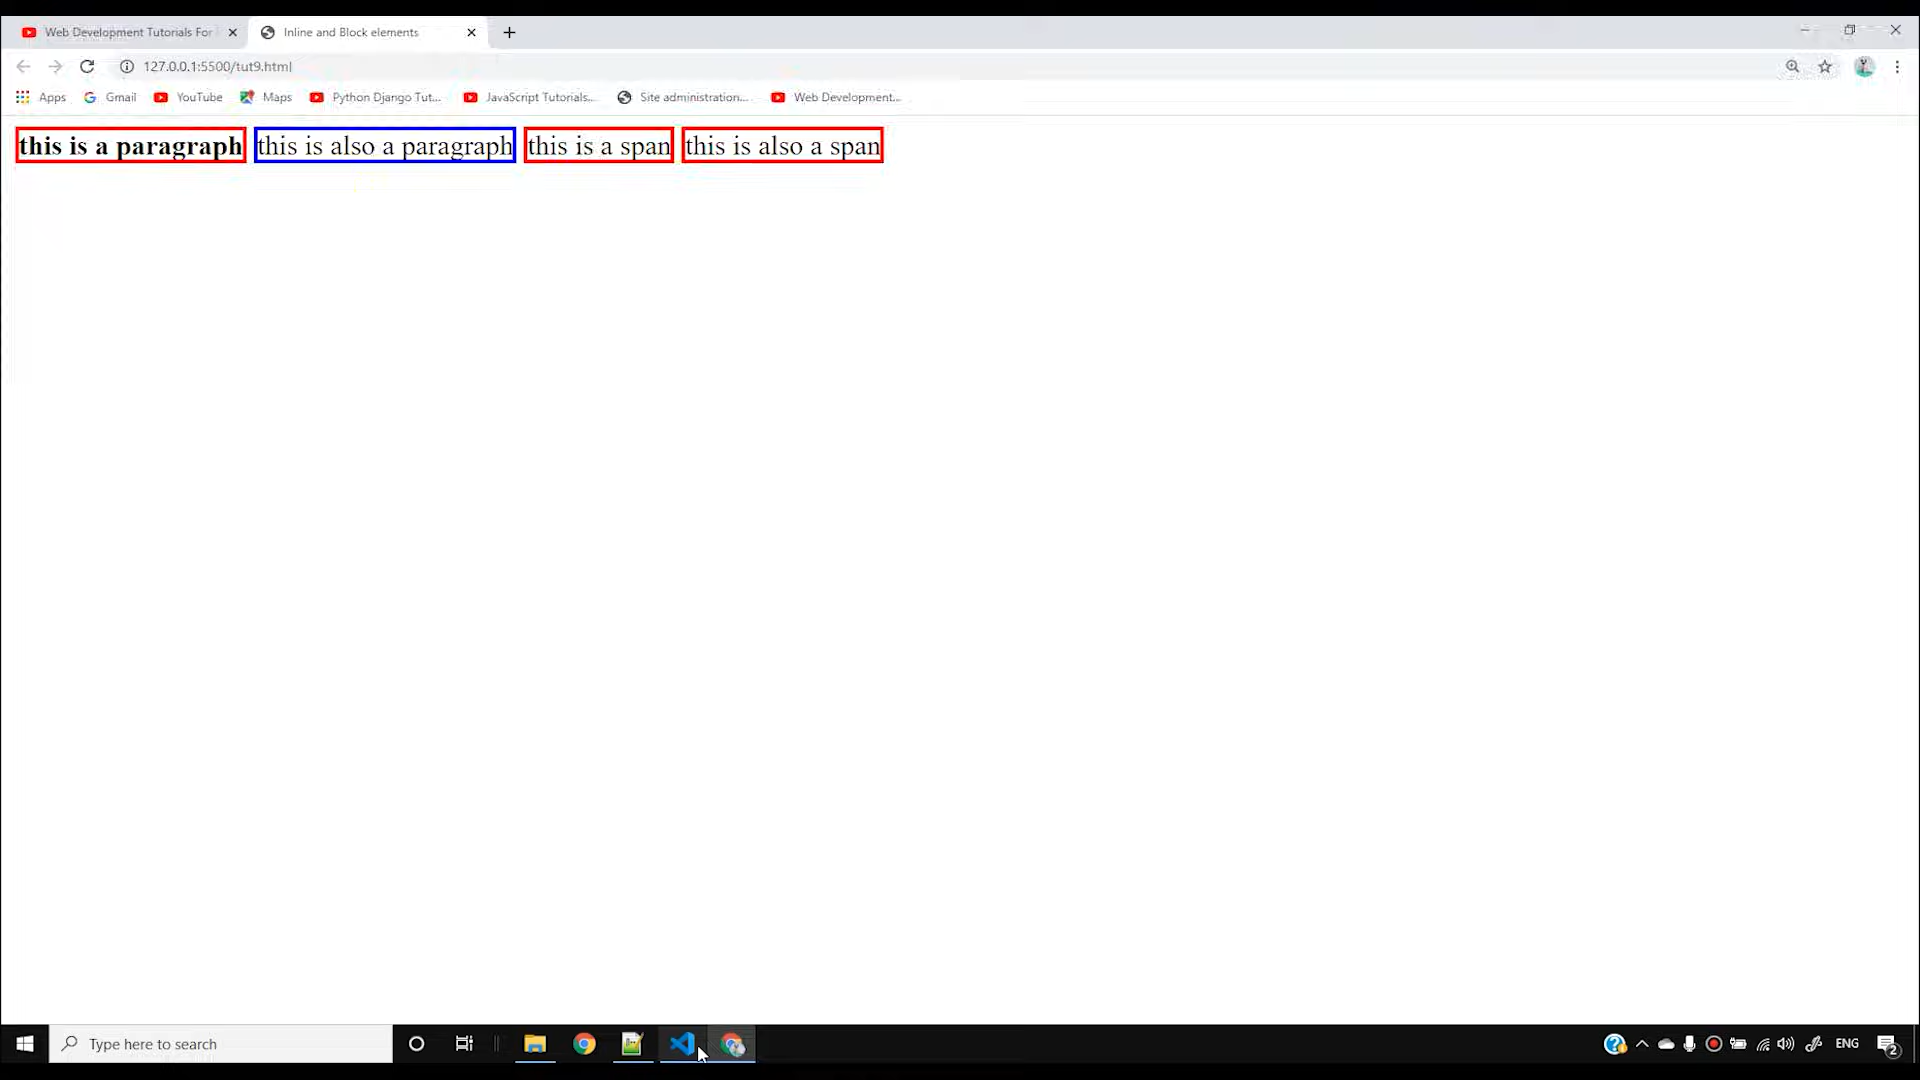 Web Development Tutorials For
Inline and Block elements
127.0.0.1:5500/tut9.html
Apps
Gmail
YouTube
Maps
Python Django Tut...
JavaScript Tutorials...
Site administration...
Web Development...
this is a paragraph this is also a paragraph this is a span this is also a span
Type here to search
ENG
2